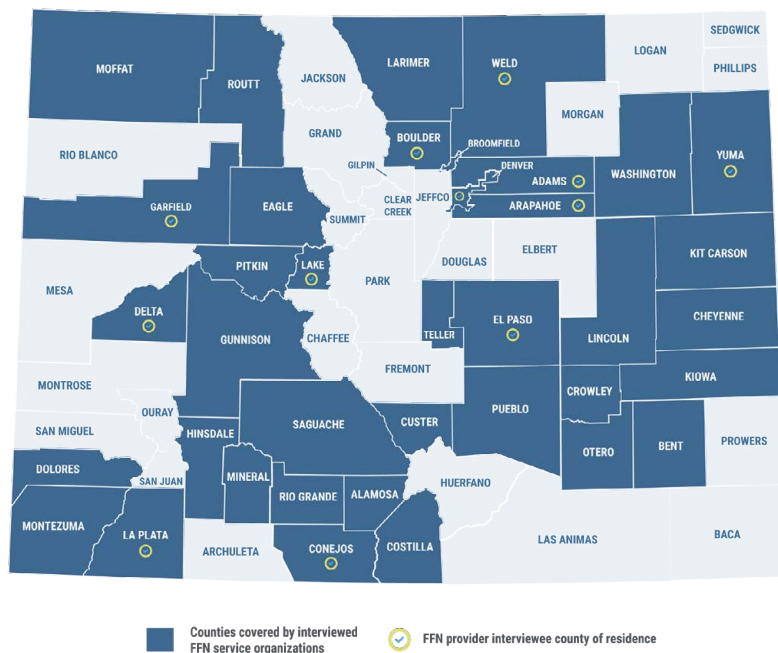 SEDGWICK
LOGAN
MOFFAT
LARIMER
WELD
PHILLIPS
JACKSON
ROUTT
MORGAN
GRAND
BOULDER
BROOMFIELD
RIO BLANCO
GILPIN
DENVER
YUMA
WASHINGTON
ADAMS
CLEAR
CREEK
JEFFCO
GARFIELD
EAGLE
ARAPAHOE
SUMMIT
ELBERT
KIT CARSON
DOUGLAS
PITKIN
LAKE
PARK
MESA
DELTA
EL PASO
CHEYENNE
TELLER
GUNNISON
CHAFFEE
LINCOLN
FREMONT
KIOWA
MONTROSE
CROWLEY
OURAY
PUEBLO
SAGUACHE
CUSTER
SAN MIGUEL
HINSDALE
PROWERS
BENT
OTERO
DOLORES
MINERAL
SAN JUAN
HUERFANO
RIO GRANDE
ALAMOSA
MONTEZUMA
LA PLATA
BACA
LAS ANIMAS
COSTILLA
CONEJOS
ARCHULETA
Counties covered by interviewed
FFN service organizations
FFN provider interviewee county of residence